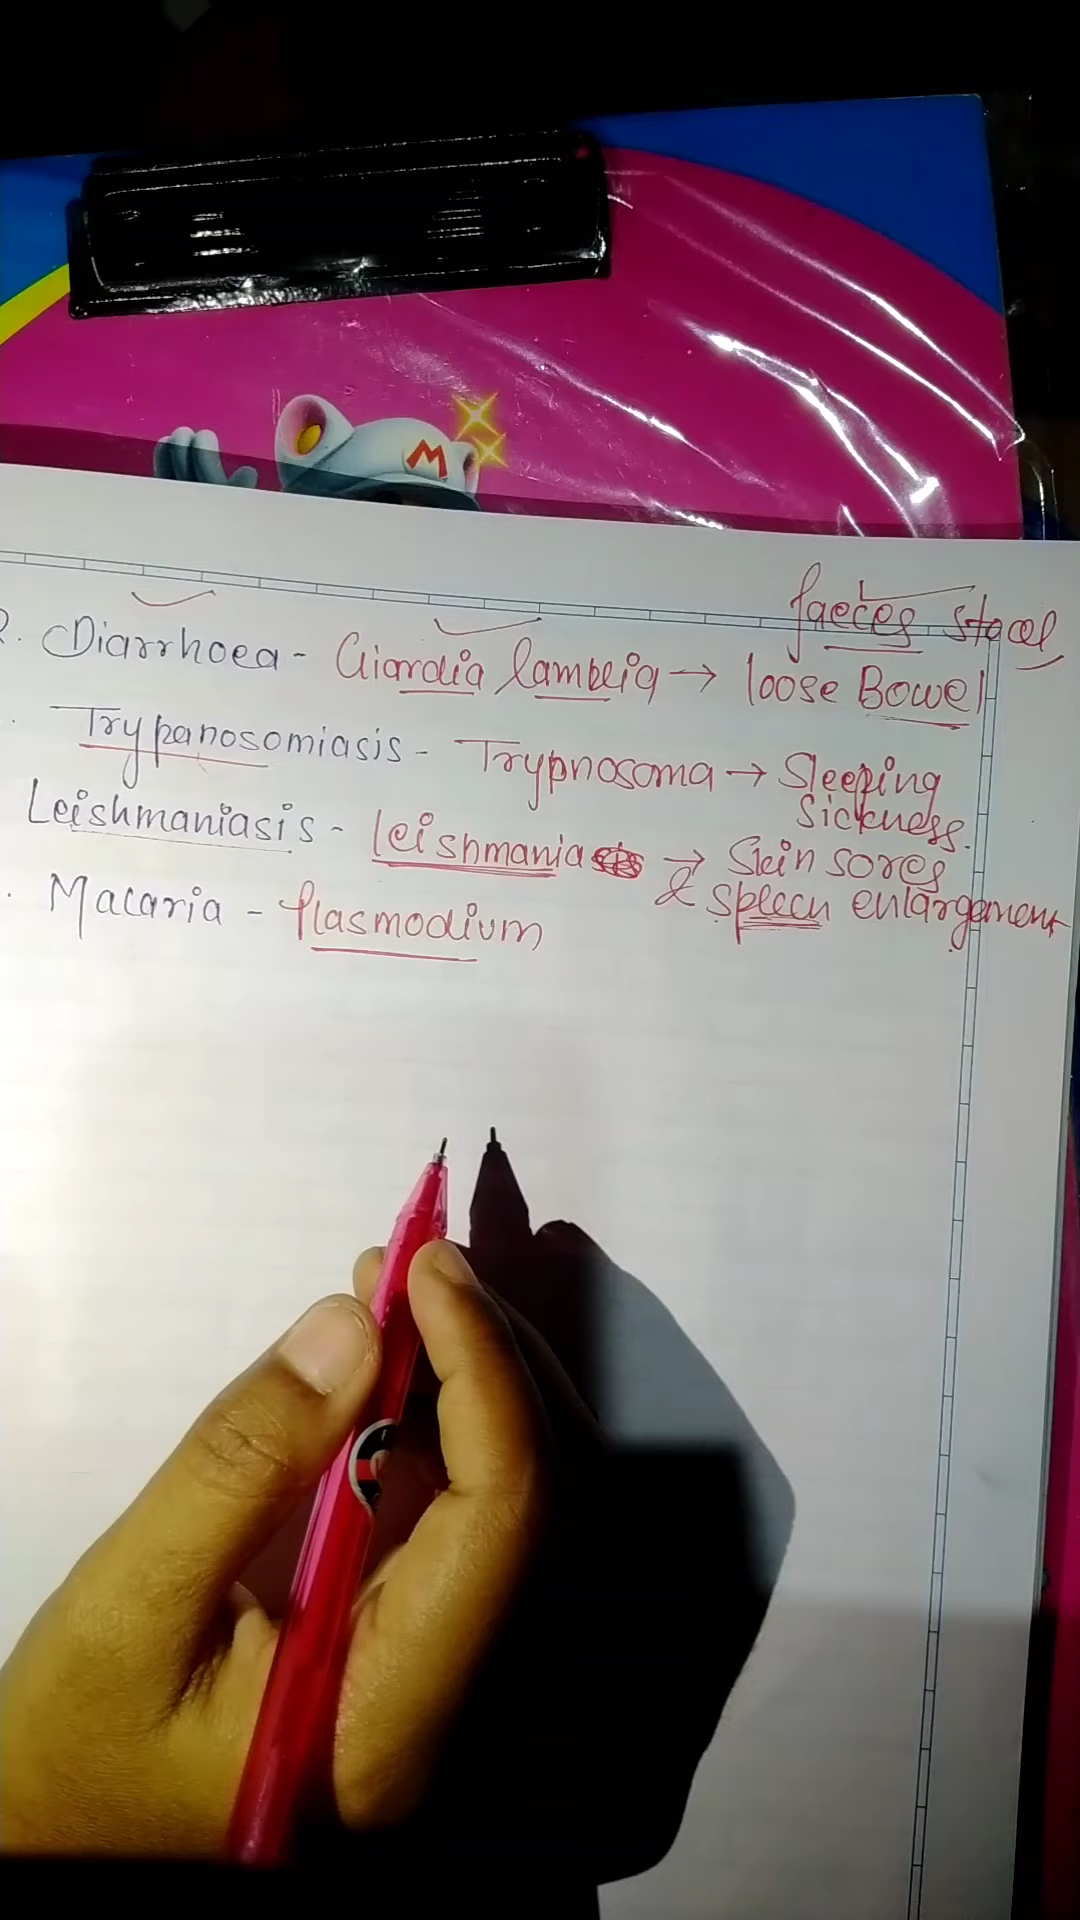 M
faeces stool
2. Diarrhoea - Giardia lamblia → loose Bowel
Trypanosomiasis - Trypnosoma → Sleeping
Sickness.
Leishmaniasis - leishmania → Skin sores
& spleen enlargement
Malaria - Plasmodium